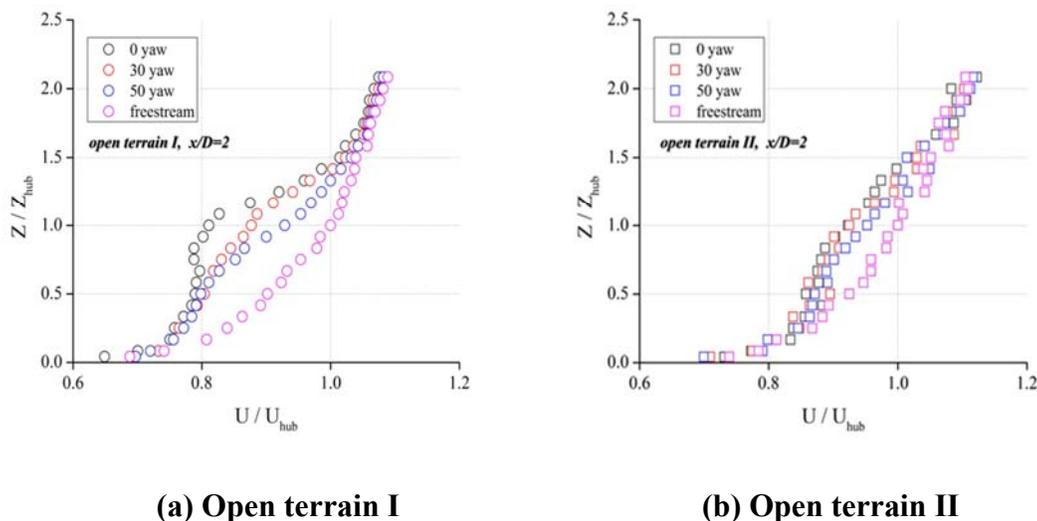 2.5
2.0
1.5
1.0
0.5
0.0
Z / Z_hub
0 yaw
30 yaw
50 yaw
freestream
open terrain I, x/D=2
0.6 0.8 1.0 1.2
U / U_hub
2.5
2.0
1.5
1.0
0.5
0.0
Z / Z_hub
0 yaw
30 yaw
50 yaw
freestream
open terrain II, x/D=2
0.6 0.8 1.0 1.2
U / U_hub
(a) Open terrain I (b) Open terrain II